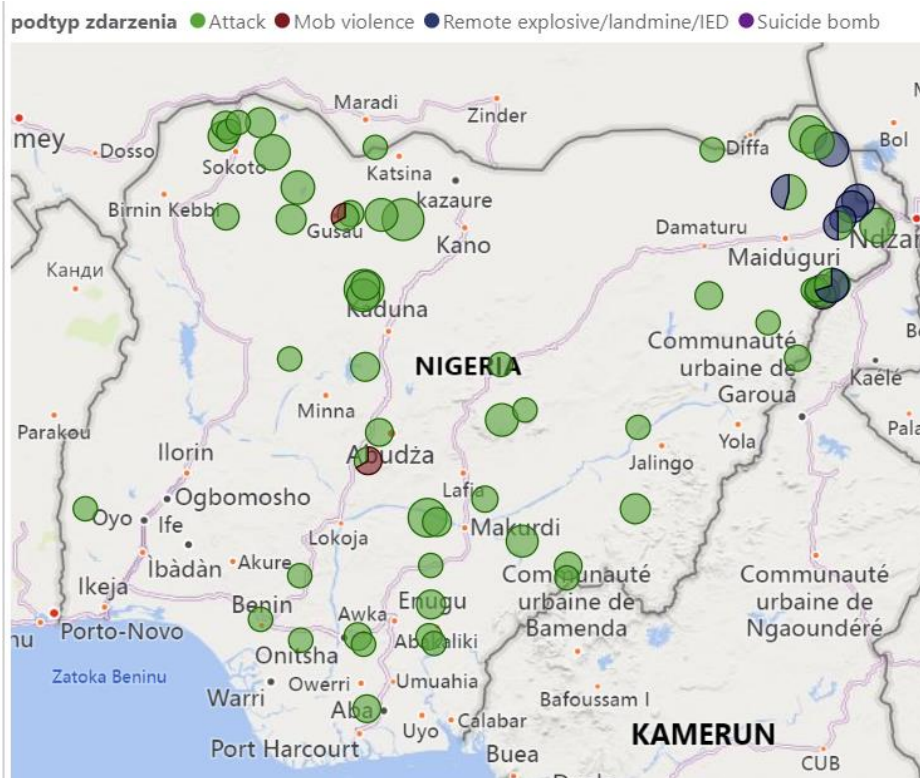 podtyp zdarzenia Attack Mob violence Remote explosive/landmine/IED Suicide bomb
Maradi
Zinder
mey
Dosso
Sokoto
Katsina
Diffa
Bol
Birnin Kebbi
kazaure
Gusau
Kano
Damaturu
Maiduguri
Ndzar
Канди
Kaduna
NIGERIA
Communauté
urbaine de
Garoua
Kaélé
Minna
Parakou
Abudża
Yola
Pala
Ilorin
Jalingo
Lafia
Ogbomosho
Oyo
Ife
Lokoja
Makurdi
Ìbàdàn
Akure
Communauté
urbaine de
Bamenda
Communauté
urbaine de
Ngaoundéré
Ikeja
Benin
Awka
Enugu
Porto-Novo
Onitsha
Abakaliki
Zatoka Beninu
Warri
Owerri
Umuahia
Bafoussam I
Aba
Uyo
Calabar
Port Harcourt
Buea
KAMERUN
CUB